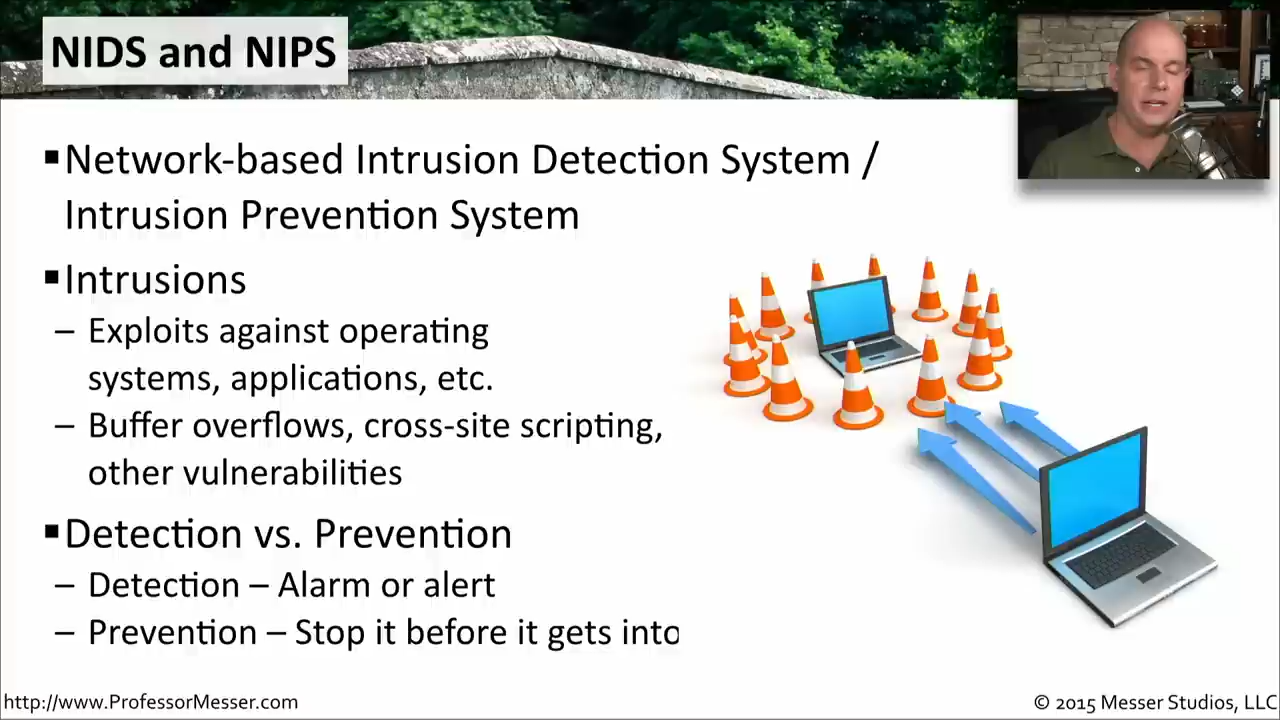 NIDS and NIPS
▪Network-based Intrusion Detection System /
Intrusion Prevention System
▪Intrusions
– Exploits against operating
systems, applications, etc.
– Buffer overflows, cross-site scripting,
other vulnerabilities
▪Detection vs. Prevention
– Detection – Alarm or alert
– Prevention – Stop it before it gets into
http://www.ProfessorMesser.com
© 2015 Messer Studios, LLC